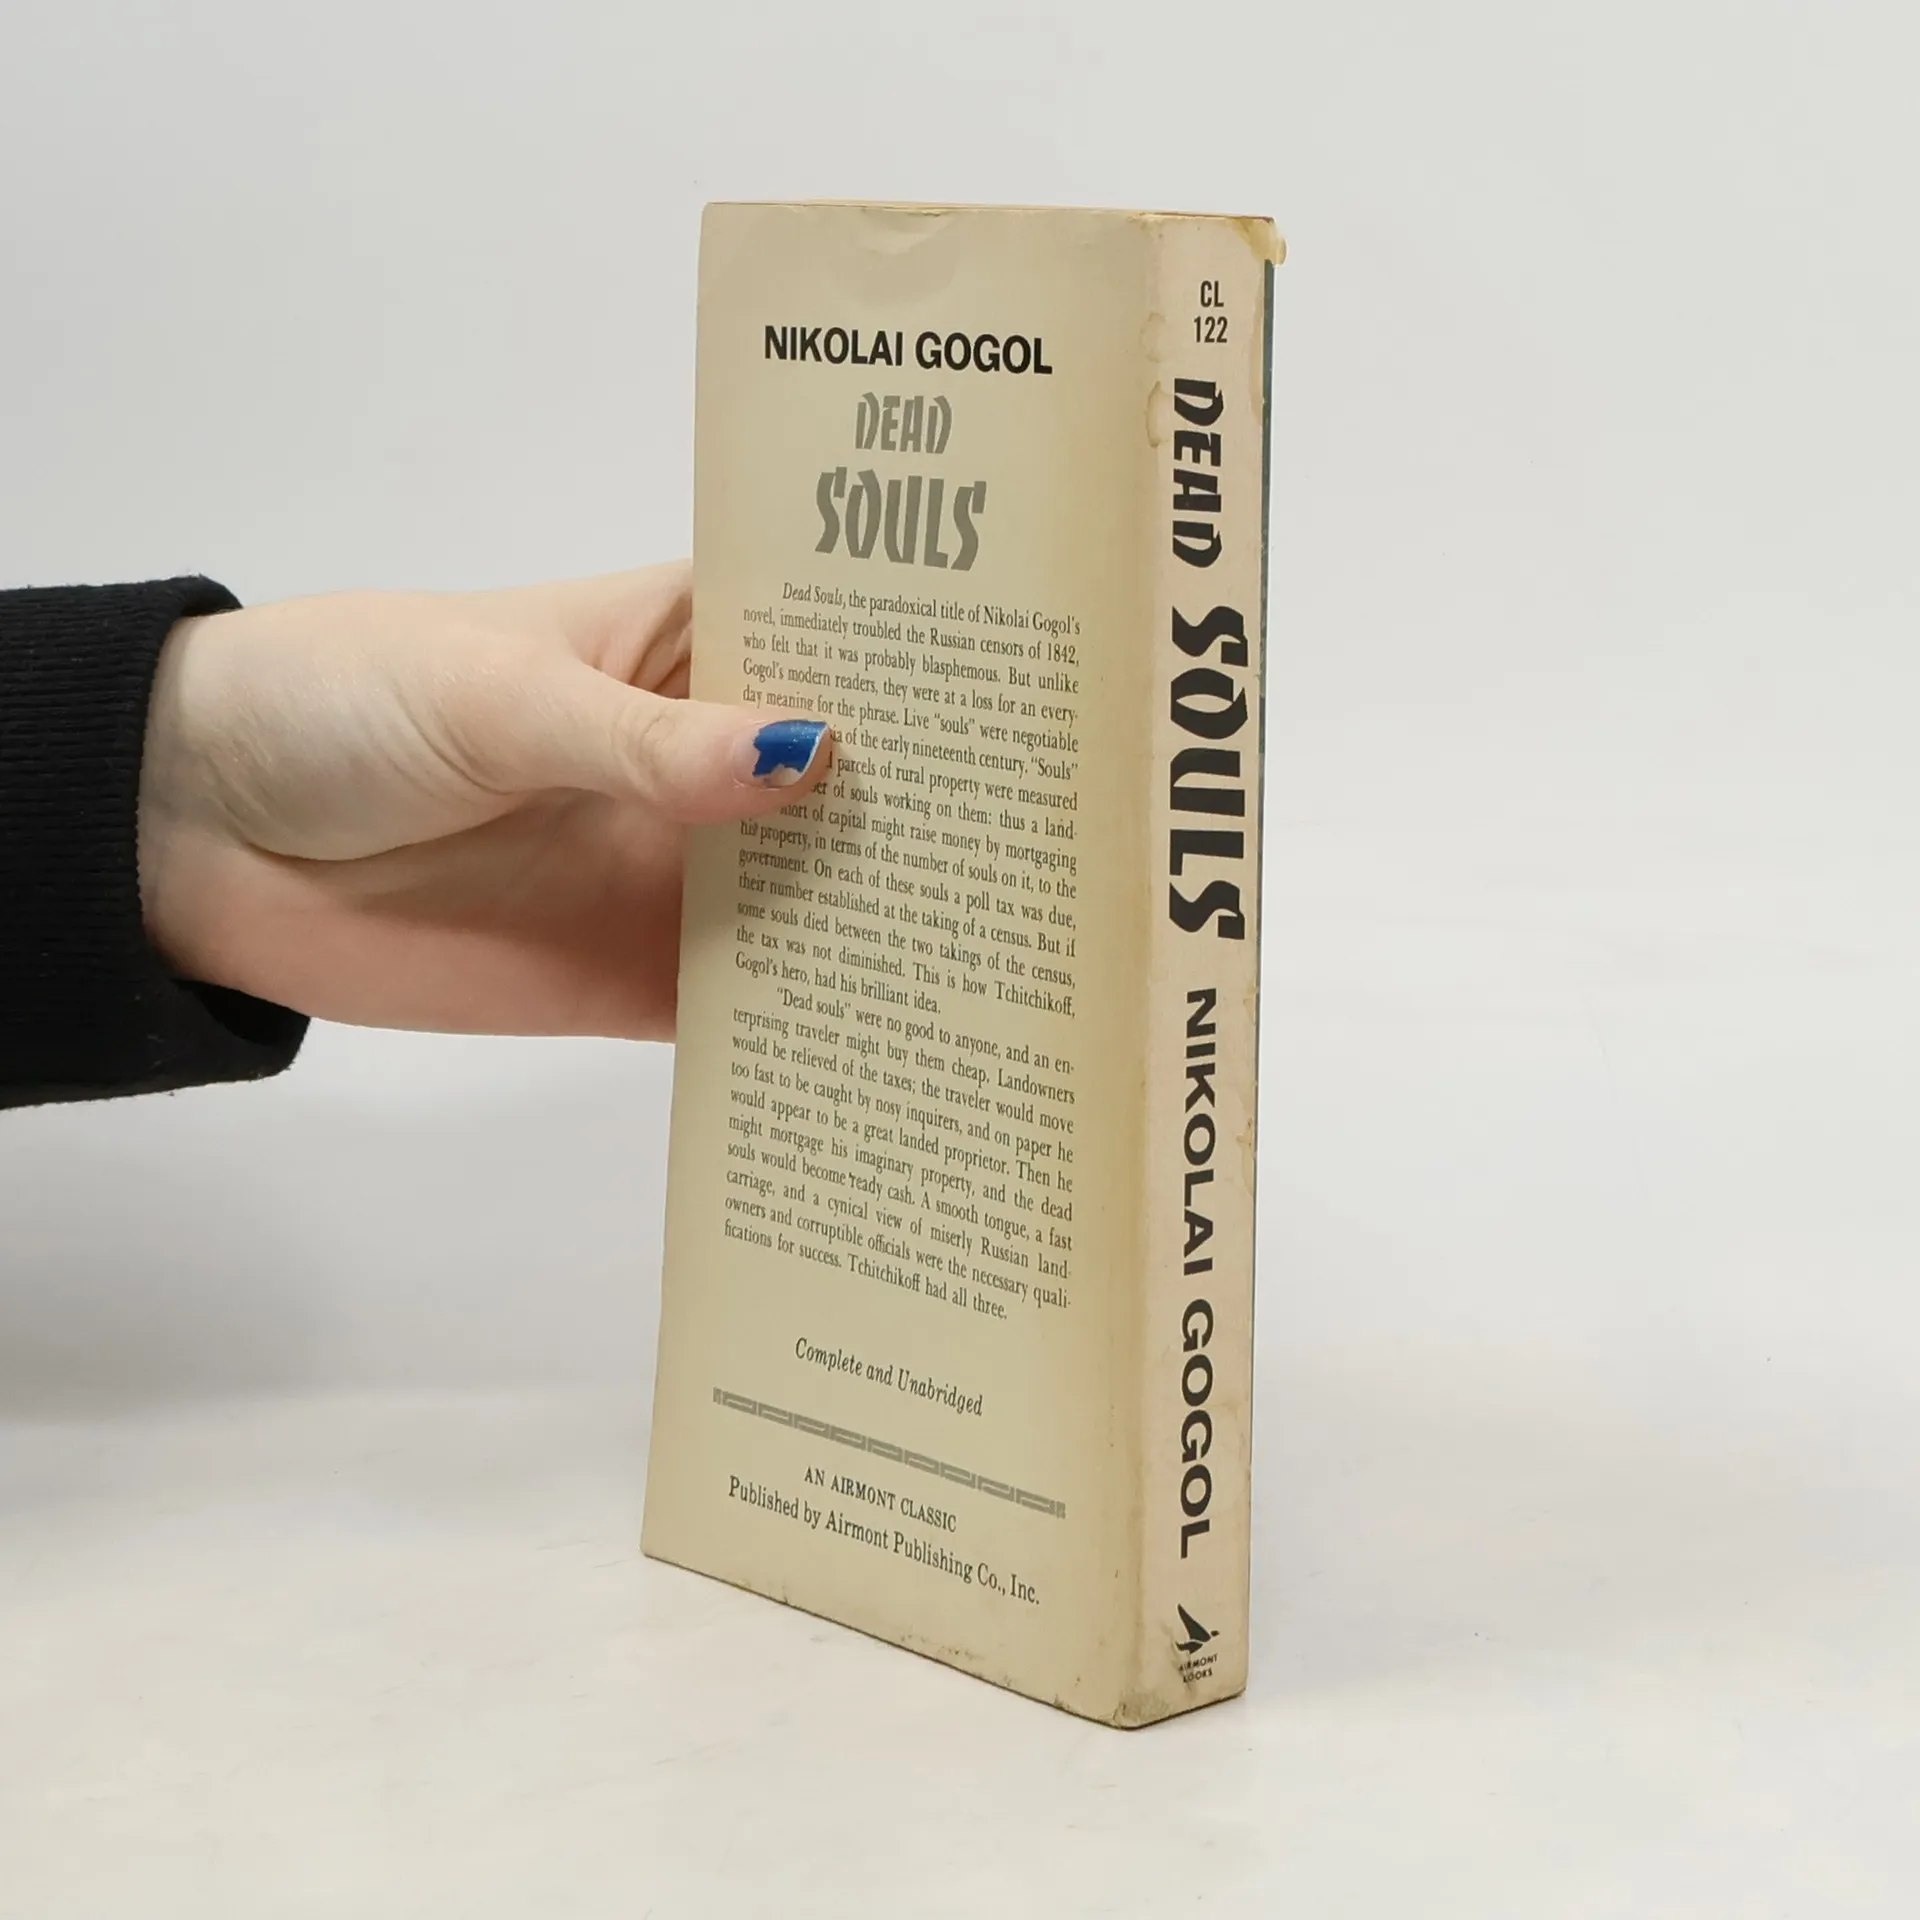 NIKOLAI GOGOL
DEAD
SOULS
Dead Souls, the paradoxical title of Nikolai Gogol's
novel, immediately troubled the Russian censors of 1842,
who felt that it was probably blasphemous. But unlike
Gogol's modern readers, they were at a loss for an every-
day meaning for the phrase. Live "souls" were negotiable
of the early nineteenth century. "Souls"
parcels of rural property were measured
of souls working on them: thus a land-
of capital might raise money by mortgaging
his property, in terms of the number of souls on it, to the
government. On each of these souls a poll tax was due,
their number established at the taking of a census. But if
some souls died between the two takings of the census,
the tax was not diminished. This is how Tchitchikoff,
Gogol's hero, had his brilliant idea.
"Dead souls" were no good to anyone, and an en-
terprising traveler might buy them cheap. Landowners
would be relieved of the taxes; the traveler would move
too fast to be caught by nosy inquirers, and on paper he
would appear to be a great landed proprietor. Then he
might mortgage his imaginary property, and the dead
souls would become ready cash. A smooth tongue, a fast
carriage, and a cynical view of miserly Russian land-
owners and corruptible officials were the necessary quali-
fications for success. Tchitchikoff had all three.
Complete and Unabridged
AN AIRMONT CLASSIC
Published by Airmont Publishing Co., Inc.
CL
122
DEAD SOULS NIKOLAI GOGOL
AIRMONT
BOOKS